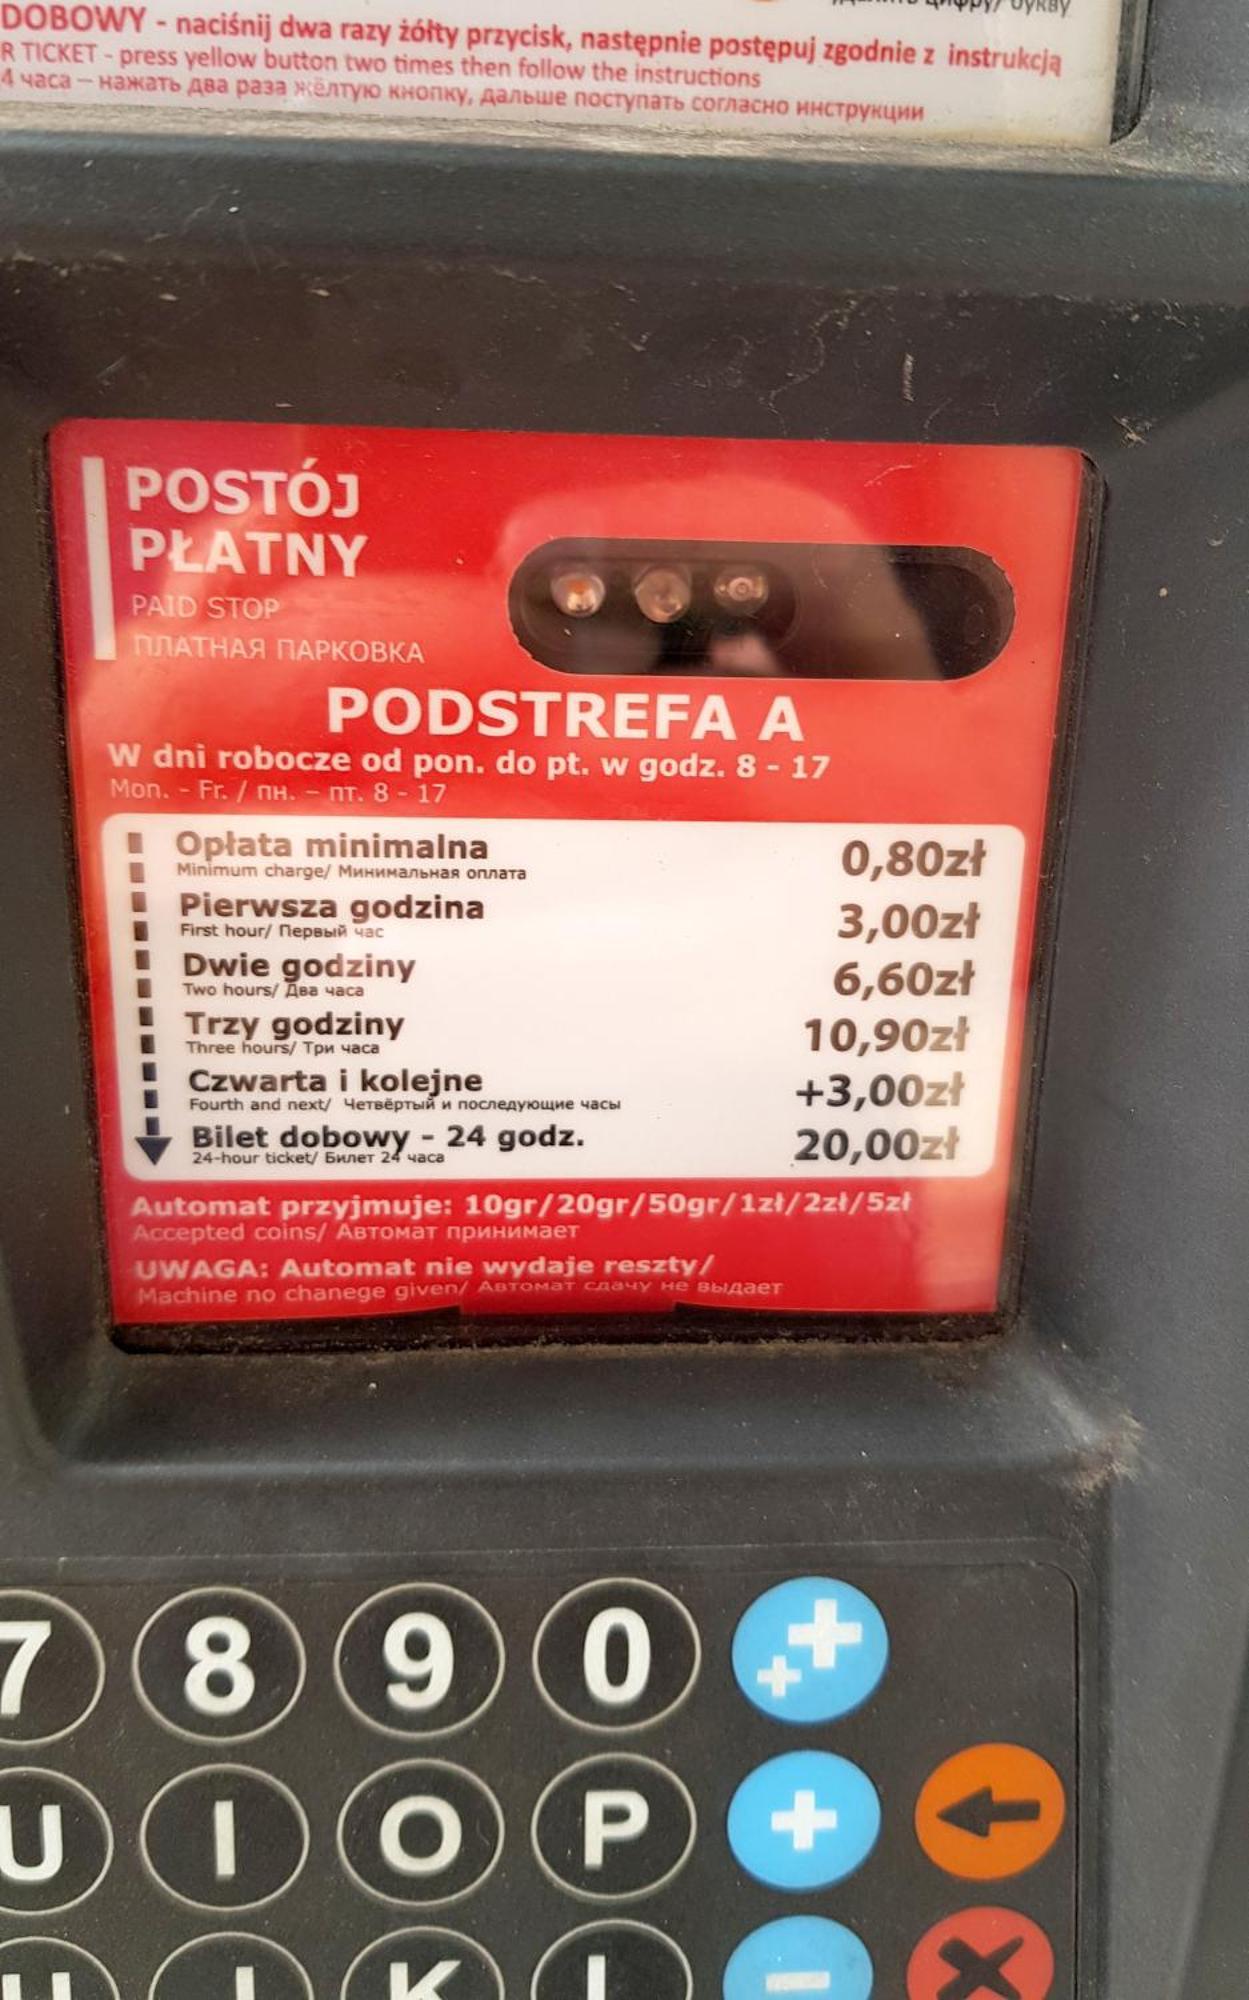 DOBOWY - naciśnij dwa razy żółty przycisk, następnie postępuj zgodnie z instrukcją
R TICKET - press yellow button two times then follow the instructions
4 часа – нажать два раза жёлтую кнопку, дальше поступать согласно инструкции
POSTÓJ
PŁATNY
PAID STOP
ПЛАТНАЯ ПАРКОВКА
PODSTREFA A
W dni robocze od pon. do pt. w godz. 8 - 17
Mon. - Fr. / пн. – пт. 8 - 17
Opłata minimalna 0,80zł
Minimum charge/ Минимальная оплата
Pierwsza godzina 3,00zł
First hour/ Первый час
Dwie godziny 6,60zł
Two hours/ Два часа
Trzy godziny 10,90zł
Three hours/ Три часа
Czwarta i kolejne +3,00zł
Fourth and next/ Четвёртый и последующие часы
Bilet dobowy - 24 godz. 20,00zł
24-hour ticket/ Билет 24 часа
Automat przyjmuje: 10gr/20gr/50gr/1zł/2zł/5zł
Accepted coins/ Автомат принимает
UWAGA: Automat nie wydaje reszty/
Machine no chanege given/ Автомат сдачу не выдает
7 8 9 0
U I O P +
K -